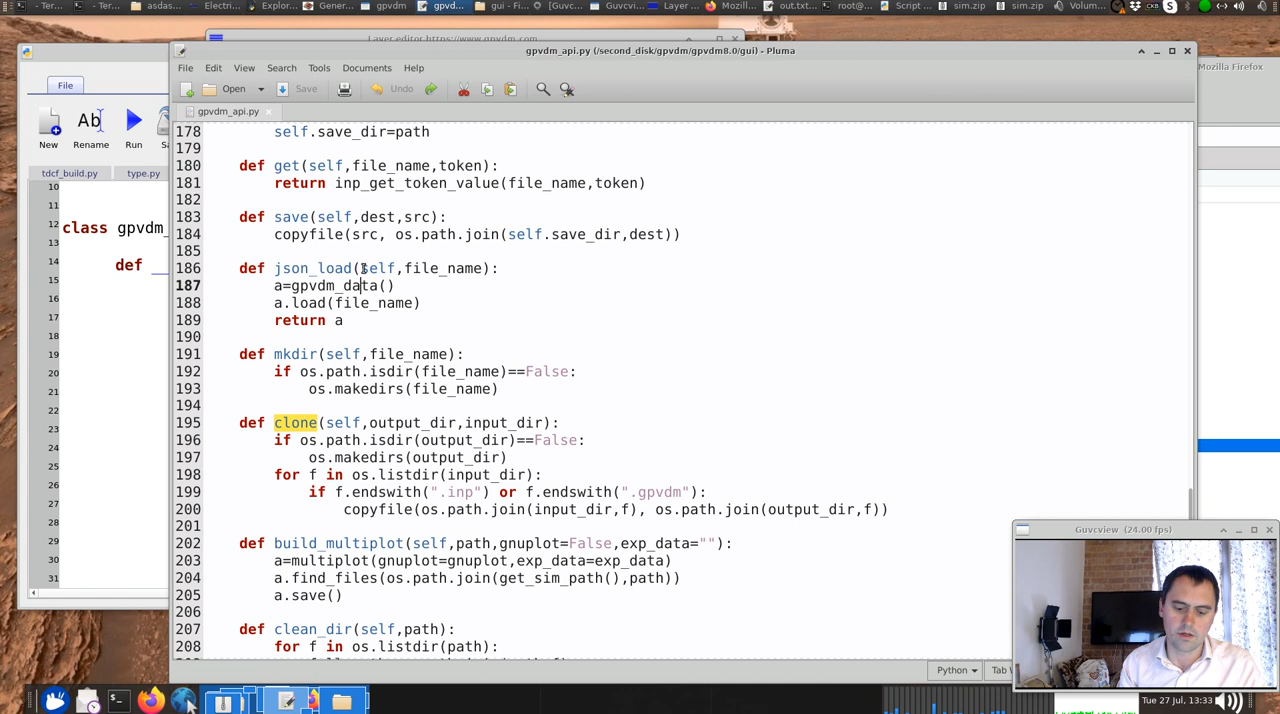 asdas...
Electri...
Explor...
Gener...
gpvdm
gpvd...
gui - Fi...
[Guvc...
Guvcvi...
Layer ...
Mozill...
out.txt...
root@...
Script ...
sim.zip
sim.zip
Volum...
CKB
S
Layer editor https://www.gpvdm.com
gpvdm_api.py (/second_disk/gpvdm/gpvdm8.0/gui) - Pluma
Mozilla Firefox
File Edit View Search Tools Documents Help
Open Save Undo
gpvdm_api.py
File
New
Rename
Run
tdcf_build.py
type.py
10
11
12 class gpvdm_
13
14 def __
15
16
17
18
19
20
21
22
23
24
25
26
27
28
29
30
31
178 self.save_dir=path
179
180 def get(self,file_name,token):
181 return inp_get_token_value(file_name,token)
182
183 def save(self,dest,src):
184 copyfile(src, os.path.join(self.save_dir,dest))
185
186 def json_load(self,file_name):
187 a=gpvdm_data()
188 a.load(file_name)
189 return a
190
191 def mkdir(self,file_name):
192 if os.path.isdir(file_name)==False:
193 os.makedirs(file_name)
194
195 def clone(self,output_dir,input_dir):
196 if os.path.isdir(output_dir)==False:
197 os.makedirs(output_dir)
198 for f in os.listdir(input_dir):
199 if f.endswith(".inp") or f.endswith(".gpvdm"):
200 copyfile(os.path.join(input_dir,f), os.path.join(output_dir,f))
201
202 def build_multiplot(self,path,gnuplot=False,exp_data=""):
203 a=multiplot(gnuplot=gnuplot,exp_data=exp_data)
204 a.find_files(os.path.join(get_sim_path(),path))
205 a.save()
206
207 def clean_dir(self,path):
208 for f in os.listdir(path):
Python
Tab
Guvcview (24.00 fps)
Tue 27 Jul, 13:33